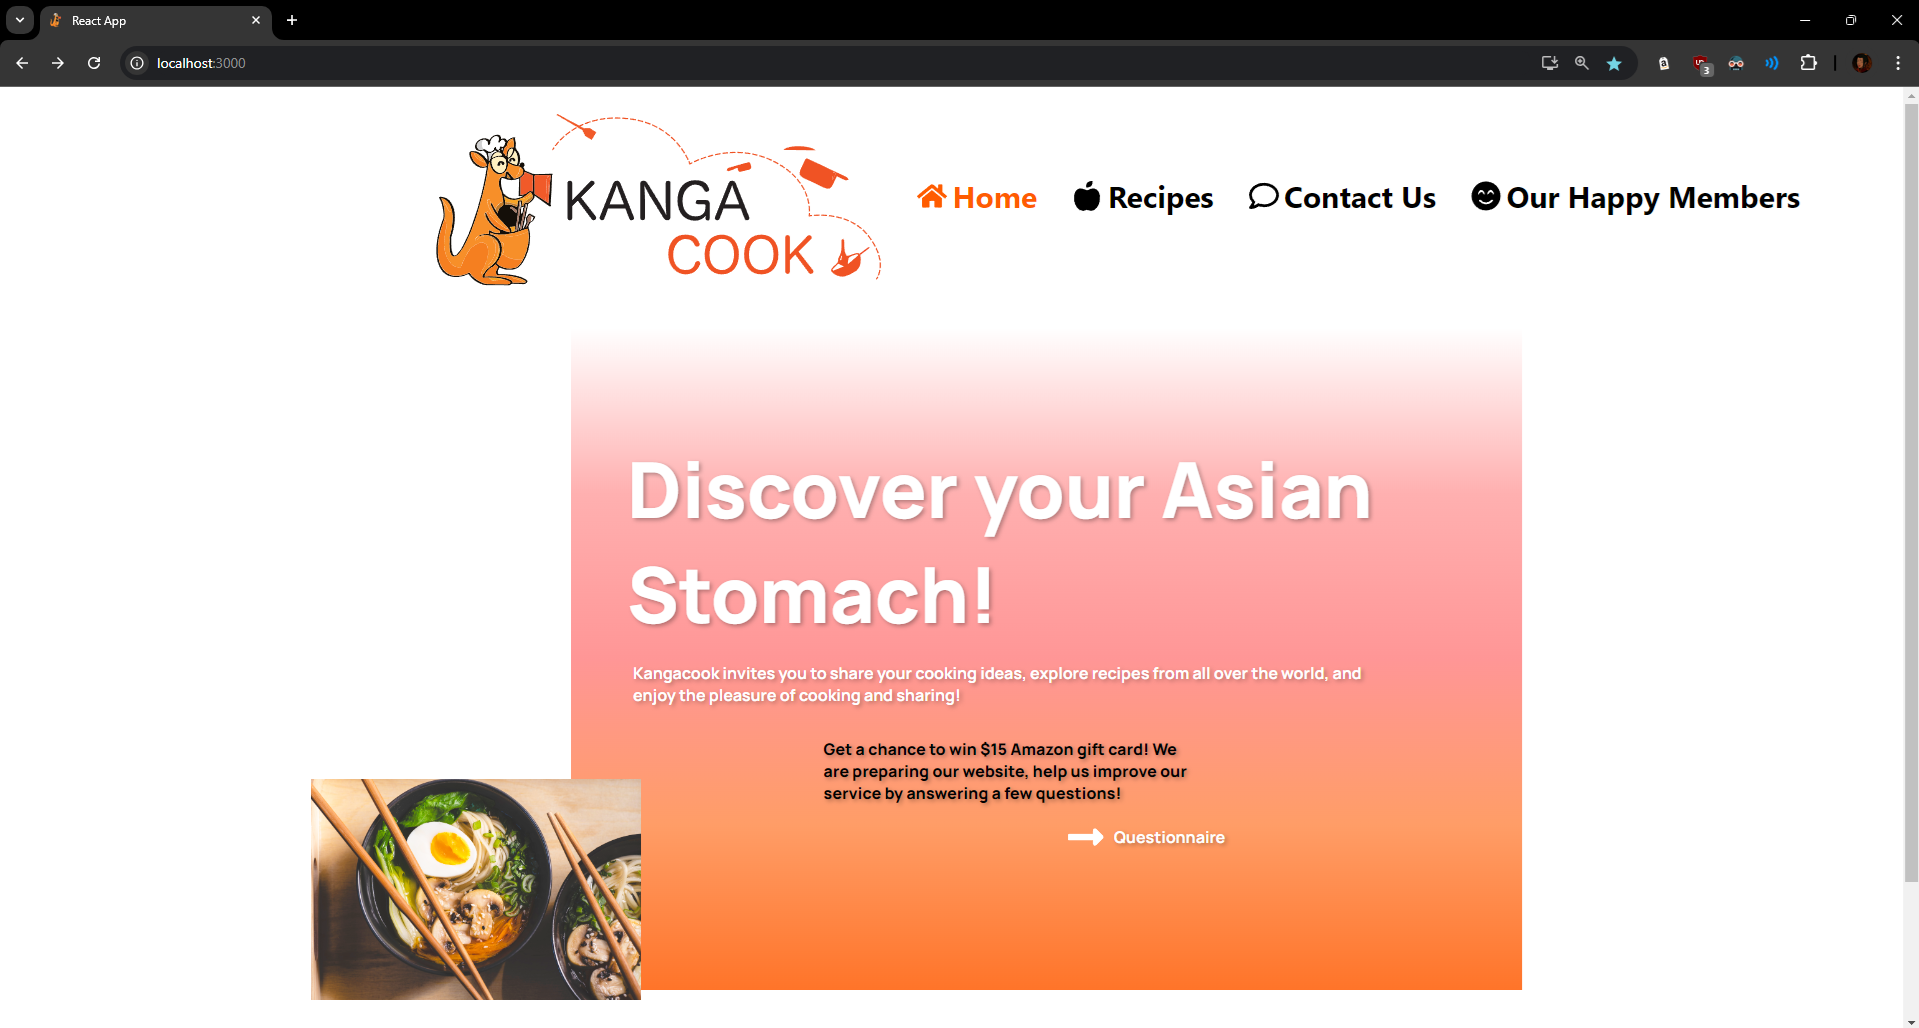 React App
localhost:3000
3
KANGA
COOK
Home
Recipes
Contact Us
Our Happy Members
Discover your Asian
Stomach!
Kangacook invites you to share your cooking ideas, explore recipes from all over the world, and
enjoy the pleasure of cooking and sharing!
Get a chance to win $15 Amazon gift card! We
are preparing our website, help us improve our
service by answering a few questions!
Questionnaire